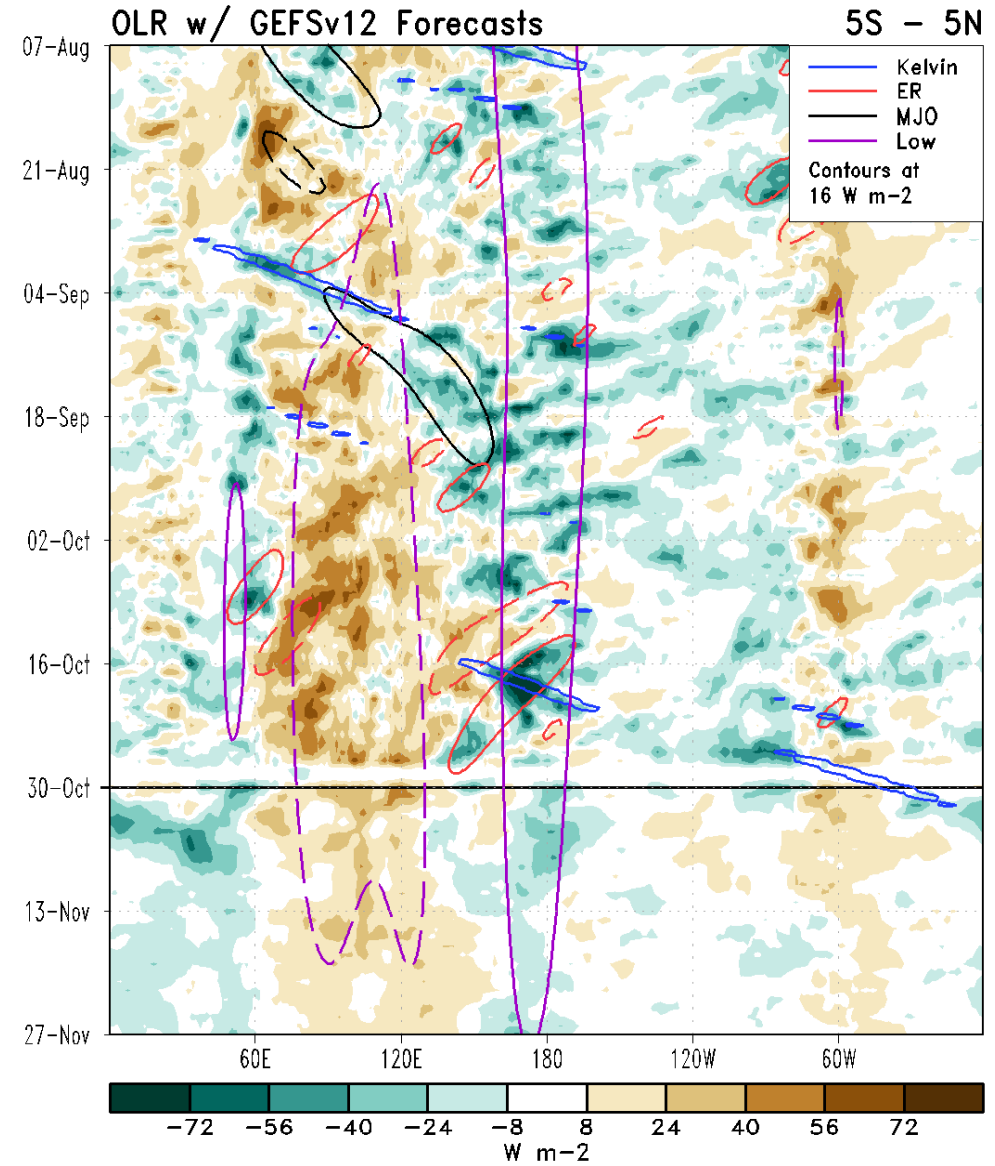 OLR w/ GEFSv12 Forecasts 5S - 5N
Kelvin
ER
MJO
Low
Contours at
16 W m-2
07-Aug
21-Aug
04-Sep
18-Sep
02-Oct
16-Oct
30-Oct
13-Nov
27-Nov
60E 120E 180 120W 60W
-72 -56 -40 -24 -8 8 24 40 56 72
W m-2